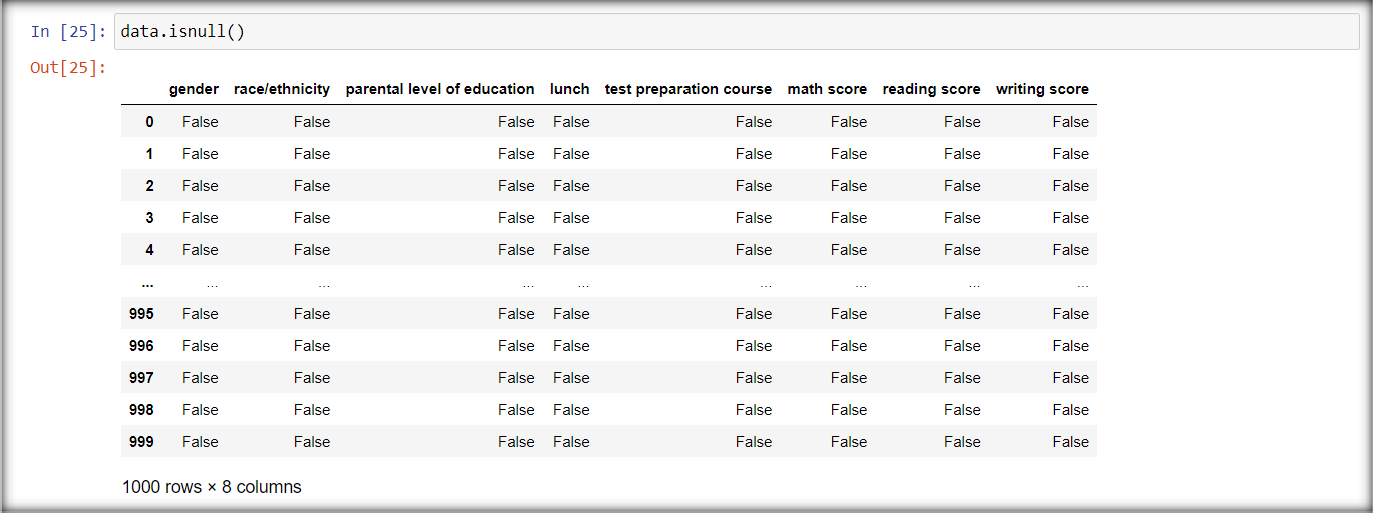 In [25]: data.isnull()
Out[25]:
gender race/ethnicity parental level of education lunch test preparation course math score reading score writing score
0 False False False False False False False False
1 False False False False False False False False
2 False False False False False False False False
3 False False False False False False False False
4 False False False False False False False False
... ... ... ... ... ... ... ... ...
995 False False False False False False False False
996 False False False False False False False False
997 False False False False False False False False
998 False False False False False False False False
999 False False False False False False False False
1000 rows × 8 columns